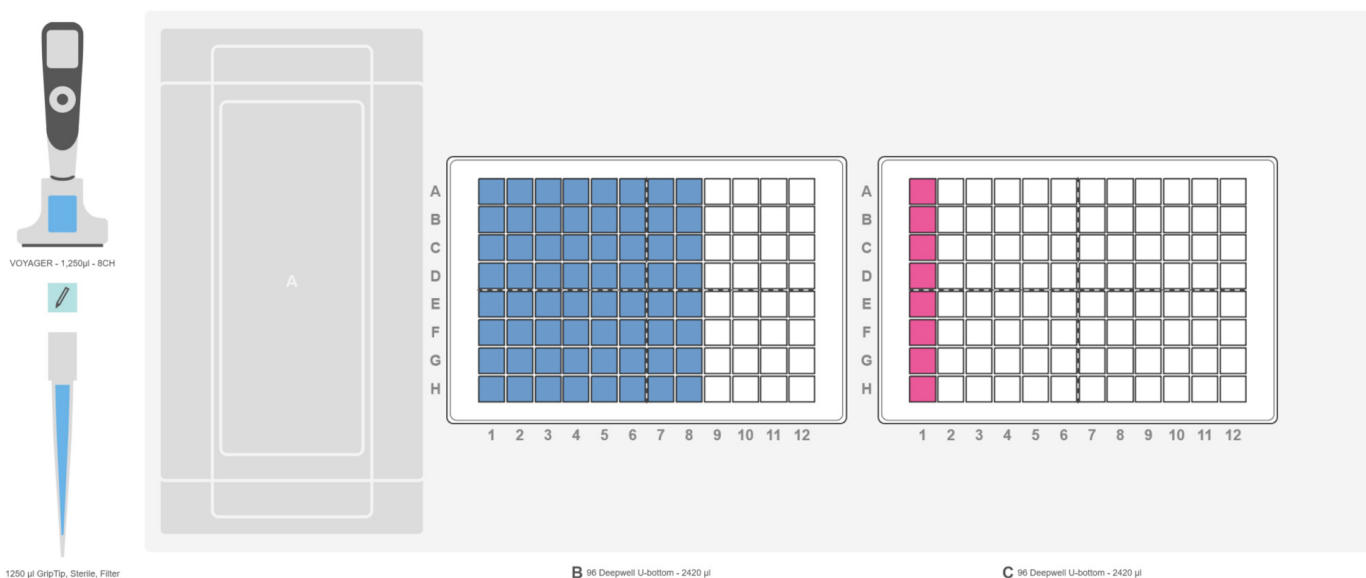 VOYAGER - 1,250µl - 8CH
1250 µl GripTip, Sterile, Filter
A
A
B
C
D
E
F
G
H
1 2 3 4 5 6 7 8 9 10 11 12
B 96 Deepwell U-bottom - 2420 µl
A
B
C
D
E
F
G
H
1 2 3 4 5 6 7 8 9 10 11 12
C 96 Deepwell U-bottom - 2420 µl